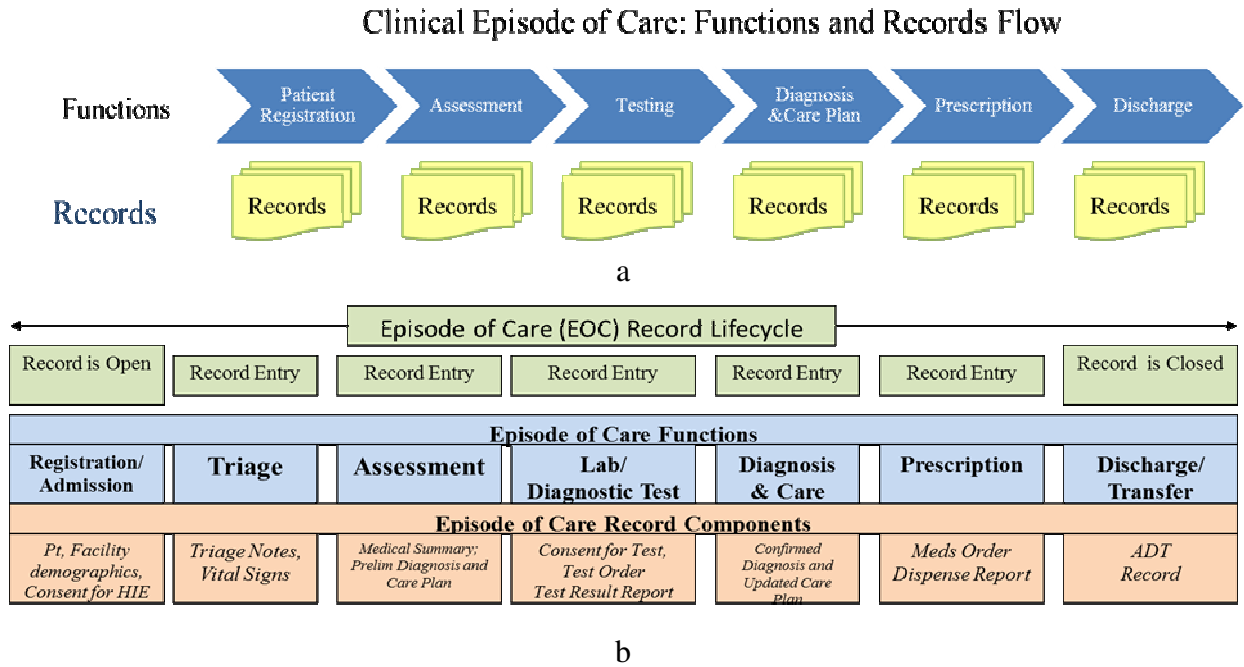 Clinical Episode of Care: Functions and Records Flow
Functions
Patient
Registration
Assessment
Testing
Diagnosis
&Care Plan
Prescription
Discharge
Records
Records
Records
Records
Records
Records
Records
a
Episode of Care (EOC) Record Lifecycle
Record is Open
Record Entry
Record Entry
Record Entry
Record Entry
Record Entry
Record is Closed
Episode of Care Functions
Registration/
Admission
Triage
Assessment
Lab/
Diagnostic Test
Diagnosis
& Care
Prescription
Discharge/
Transfer
Episode of Care Record Components
Pt, Facility
demographics,
Consent for HIE
Triage Notes,
Vital Signs
Medical Summary;
Prelim Diagnosis and
Care Plan
Consent for Test,
Test Order
Test Result Report
Confirmed
Diagnosis and
Updated Care
Plan
Meds Order
Dispense Report
ADT
Record
b